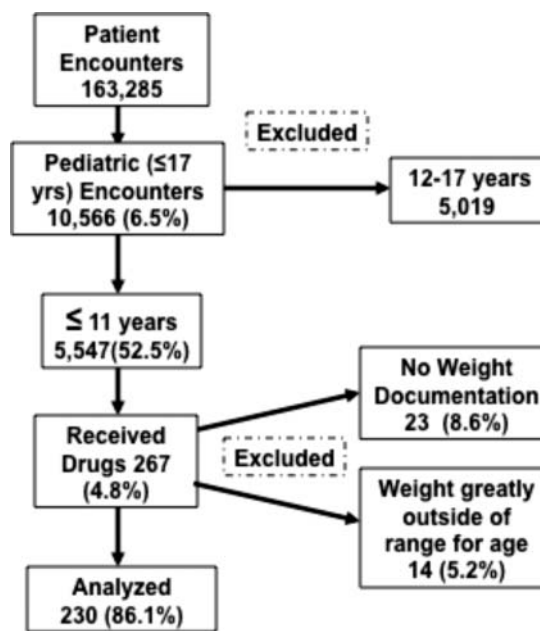 Patient
Encounters
163,285
Excluded
Pediatric (≤17
yrs) Encounters
10,566 (6.5%)
12-17 years
5,019
≤ 11 years
5,547(52.5%)
No Weight
Documentation
23 (8.6%)
Received
Drugs 267
(4.8%)
Excluded
Weight greatly
outside of
range for age
14 (5.2%)
Analyzed
230 (86.1%)